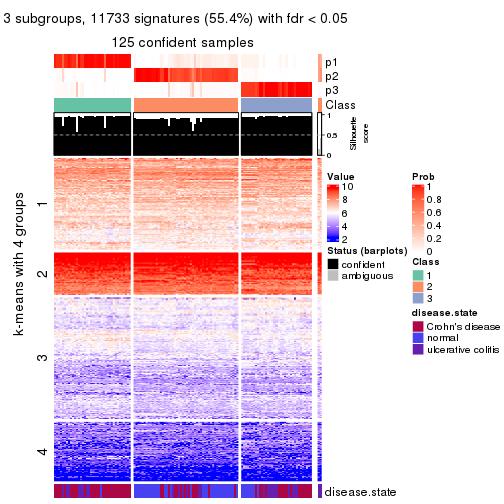 3 subgroups, 11733 signatures (55.4%) with fdr < 0.05
125 confident samples
p1
p2
p3
Class
1
0.5
0
Silhouette
score
k-means with 4 groups
1
2
3
4
Value
10
8
6
4
2
Status (barplots)
confident
ambiguous
Prob
1
0.8
0.6
0.4
0.2
0
Class
1
2
3
disease.state
Crohn's disease
normal
ulcerative colitis
disease.state